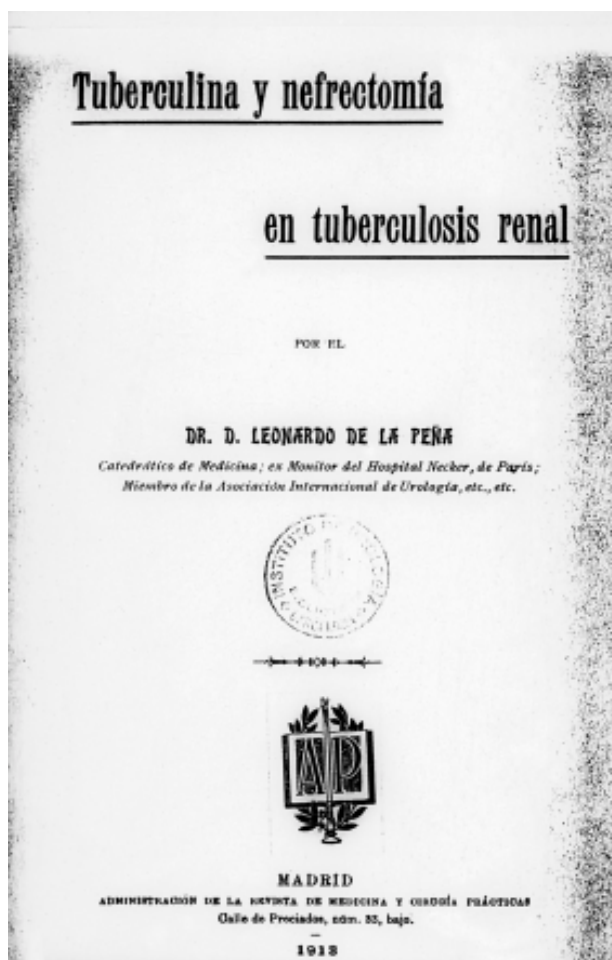 Tuberculina y nefrectomía
en tuberculosis renal
POR EL
DR. D. LEONARDO DE LA PEÑA
Catedrático de Medicina; ex Monitor del Hospital Necker, de París;
Miembro de la Asociación Internacional de Urología, etc., etc.
INSTITUTO
AP
MADRID
ADMINISTRACIÓN DE LA REVISTA DE MEDICINA Y CIRUGÍA PRÁCTICAS
Calle de Preciados, núm. 33, bajo.
1913